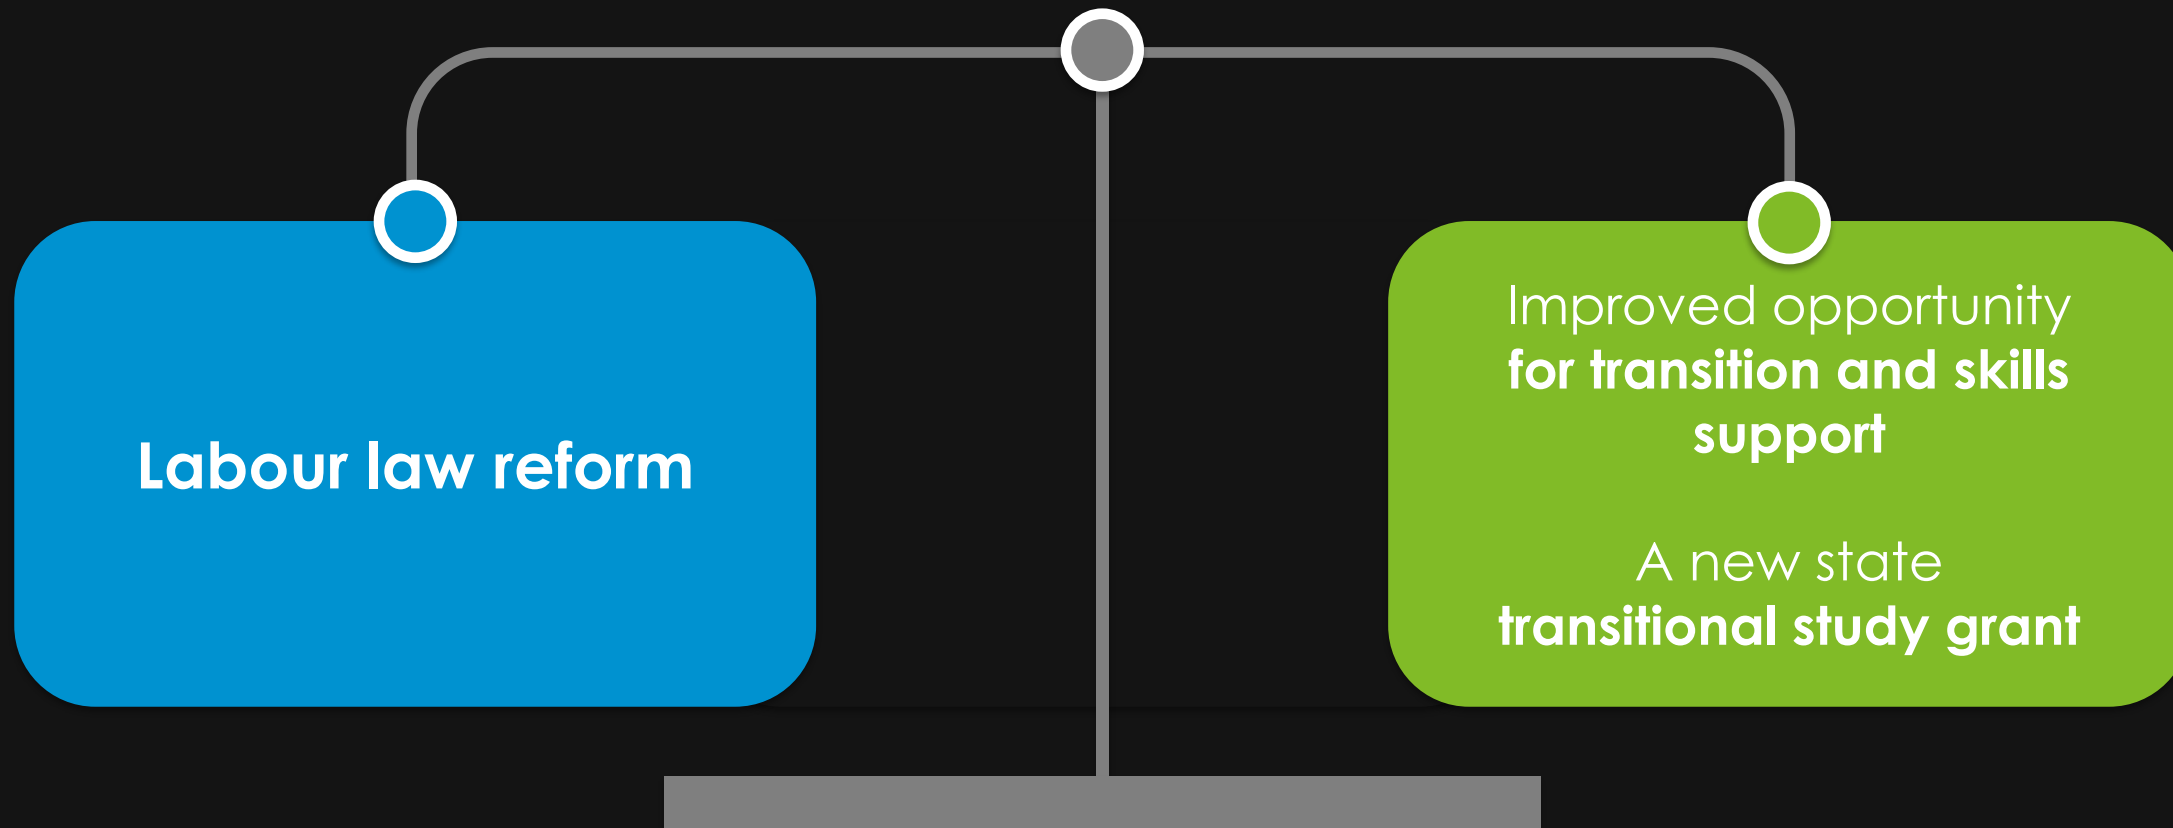 Labour law reform
Improved opportunity
for transition and skills
support
A new state
transitional study grant